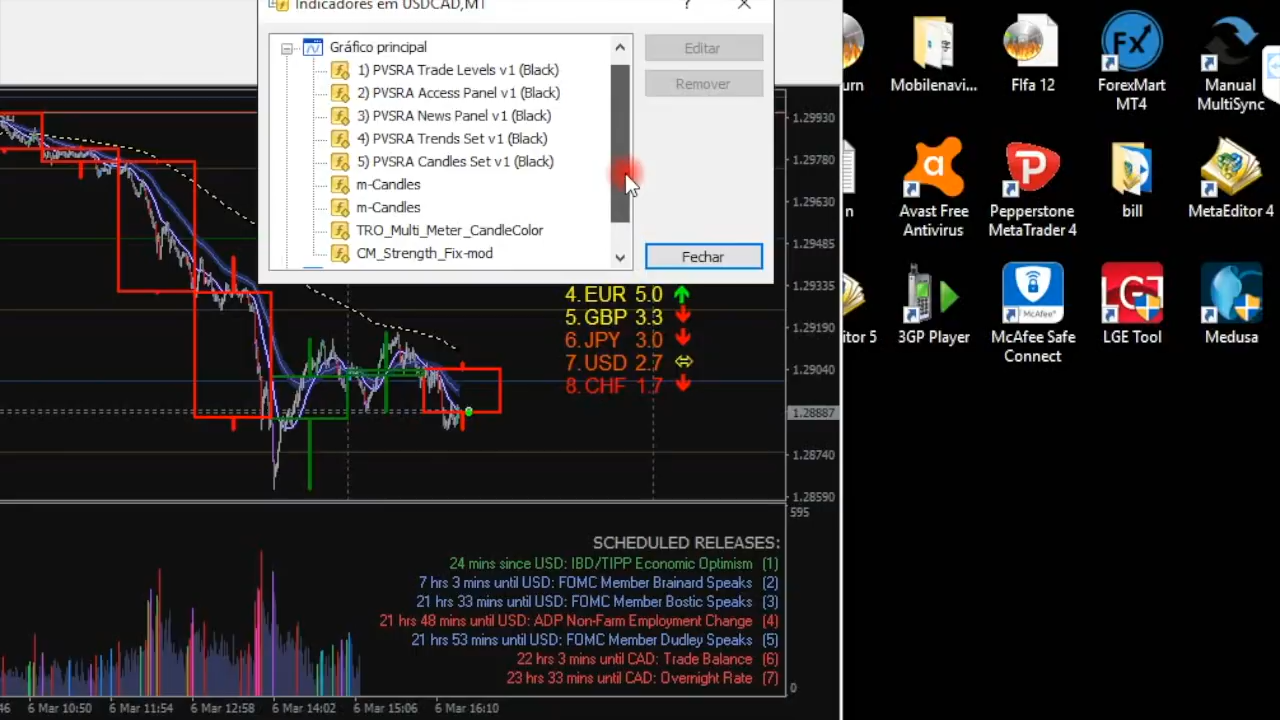 Indicadores em USDCAD,M1
?
Gráfico principal
1) PVSRA Trade Levels v1 (Black)
2) PVSRA Access Panel v1 (Black)
3) PVSRA News Panel v1 (Black)
4) PVSRA Trends Set v1 (Black)
5) PVSRA Candles Set v1 (Black)
m-Candles
m-Candles
TRO_Multi_Meter_CandleColor
CM_Strength_Fix-mod
Editar
Remover
Fechar
4. EUR 5.0
5. GBP 3.3
6. JPY 3.0
7. USD 2.7
8. CHF 1.7
1.29930
1.29780
1.29630
1.29485
1.29335
1.29190
1.29040
1.28887
1.28740
1.28590
595
0
SCHEDULED RELEASES:
24 mins since USD: IBD/TIPP Economic Optimism (1)
7 hrs 3 mins until USD: FOMC Member Brainard Speaks (2)
21 hrs 33 mins until USD: FOMC Member Bostic Speaks (3)
21 hrs 48 mins until USD: ADP Non-Farm Employment Change (4)
21 hrs 53 mins until USD: FOMC Member Dudley Speaks (5)
22 hrs 3 mins until CAD: Trade Balance (6)
23 hrs 33 mins until CAD: Overnight Rate (7)
46 6 Mar 10:50 6 Mar 11:54 6 Mar 12:58 6 Mar 14:02 6 Mar 15:06 6 Mar 16:10
urn
Mobilenavi...
FIfa 12
ForexMart
MT4
Manual
MultiSync
n
Avast Free
Antivirus
Pepperstone
MetaTrader 4
bill
MetaEditor 4
itor 5
3GP Player
McAfee Safe
Connect
LGE Tool
Medusa